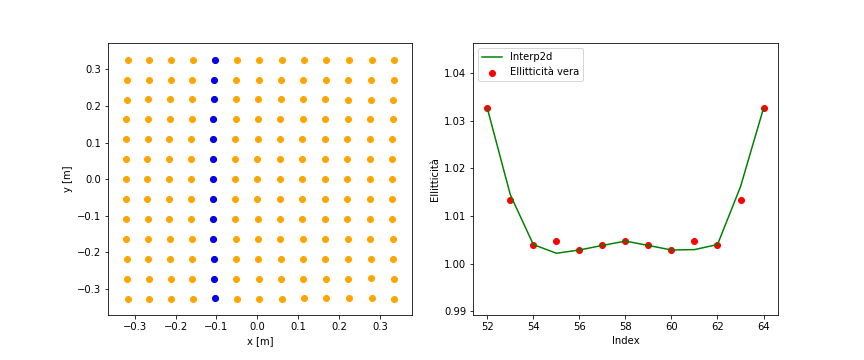 0.3
0.2
0.1
0.0
−0.1
−0.2
−0.3
y [m]
−0.3 −0.2 −0.1 0.0 0.1 0.2 0.3
x [m]
Interp2d
Ellitticità vera
1.04
1.03
1.02
1.01
1.00
0.99
Ellitticità
52 54 56 58 60 62 64
Index